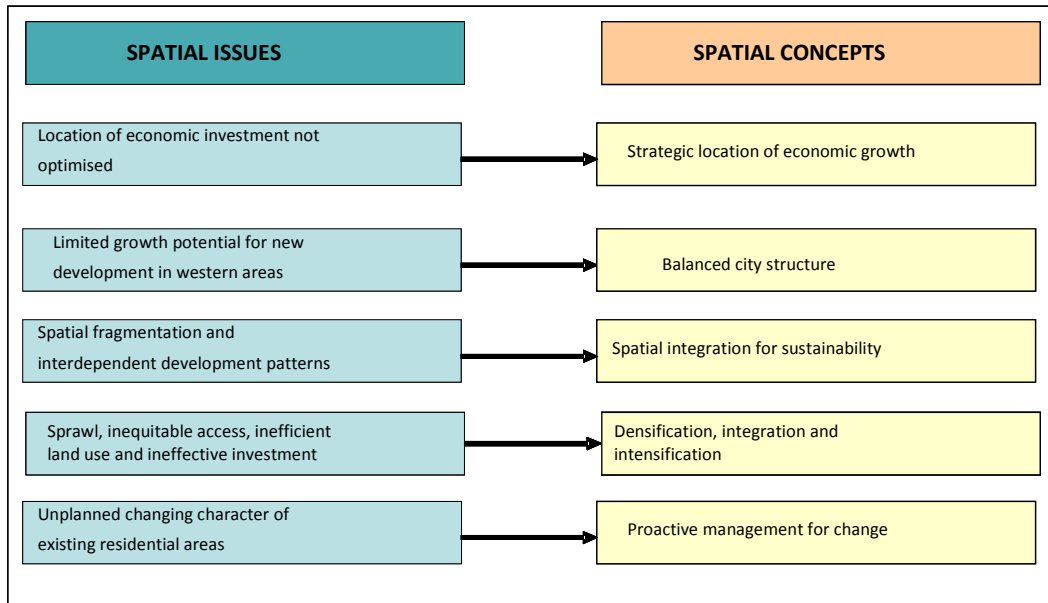 SPATIAL ISSUES
SPATIAL CONCEPTS
Location of economic investment not
optimised
Strategic location of economic growth
Limited growth potential for new
development in western areas
Balanced city structure
Spatial fragmentation and
interdependent development patterns
Spatial integration for sustainability
Sprawl, inequitable access, inefficient
land use and ineffective investment
Densification, integration and
intensification
Unplanned changing character of
existing residential areas
Proactive management for change